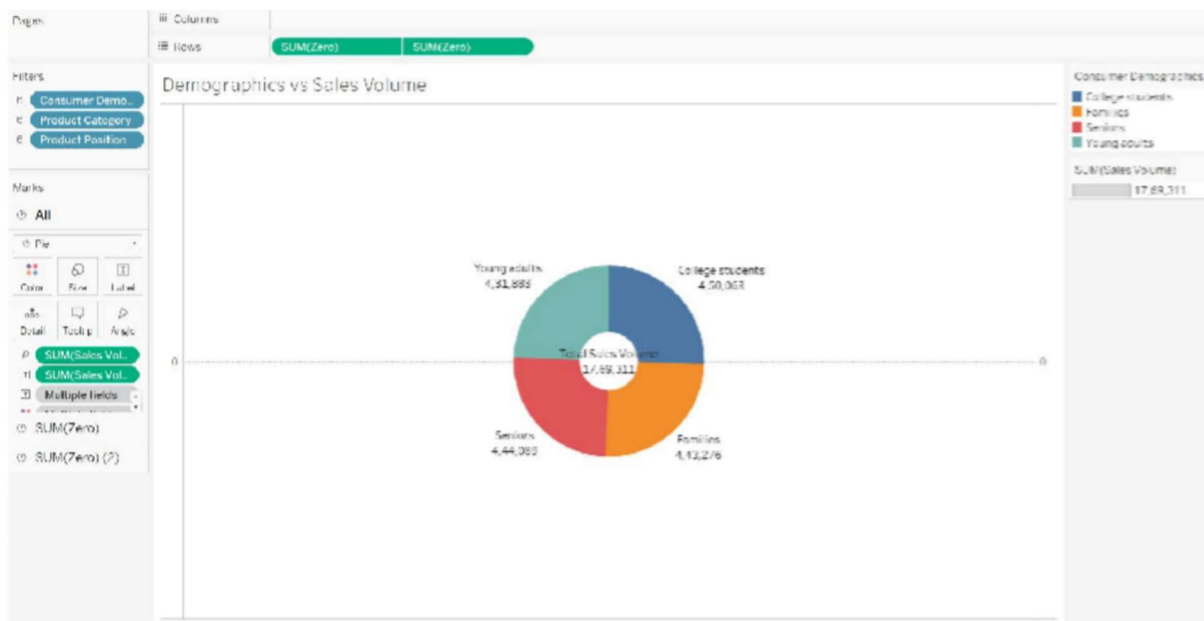 Pages
Columns
Rows
SUM(Zero) SUM(Zero)
Filters
Consumer Demo..
Product Category
Product Position
Marks
All
Pie
Color Size Label
Detail Tooltip Angle
SUM(Sales Vol..
SUM(Sales Vol..
Multiple fields
SUM(Zero)
SUM(Zero) (2)
Demographics vs Sales Volume
Young adults
4,31,883
College students
4,50,063
0
Total Sales Volume
17,69,311
0
Seniors
4,44,089
Families
4,43,276
Consumer Demographics
College students
Families
Seniors
Young adults
SUM(Sales Volume)
17,69,311